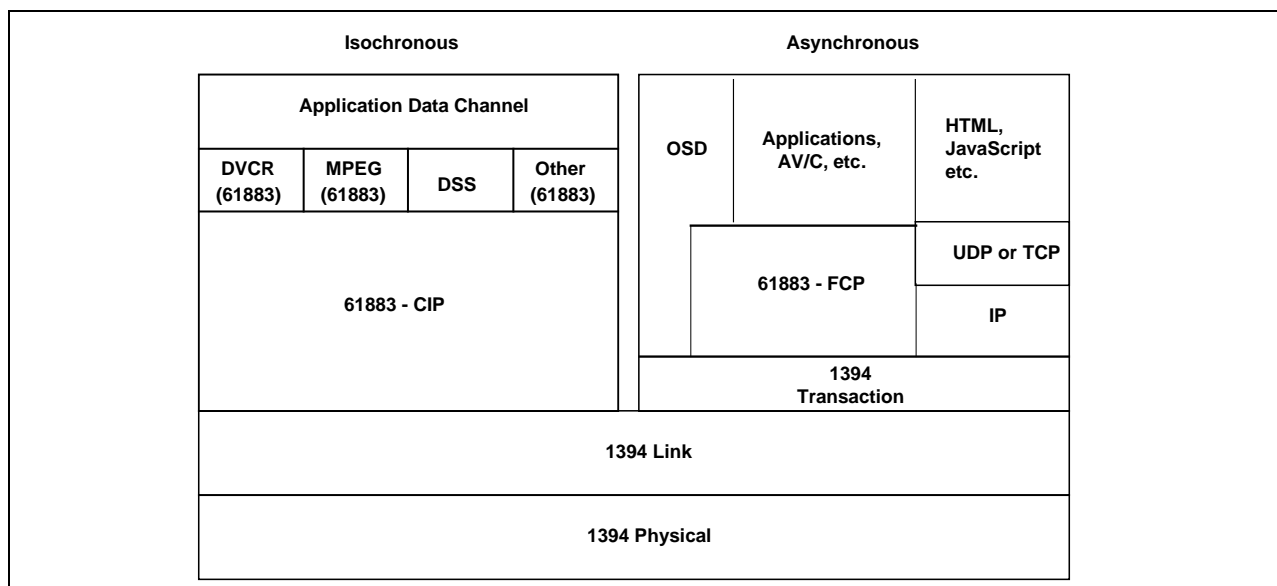 Isochronous
Asynchronous
Application Data Channel
DVCR
(61883)
MPEG
(61883)
DSS
Other
(61883)
61883 - CIP
OSD
Applications,
AV/C, etc.
HTML,
JavaScript
etc.
61883 - FCP
UDP or TCP
IP
1394
Transaction
1394 Link
1394 Physical